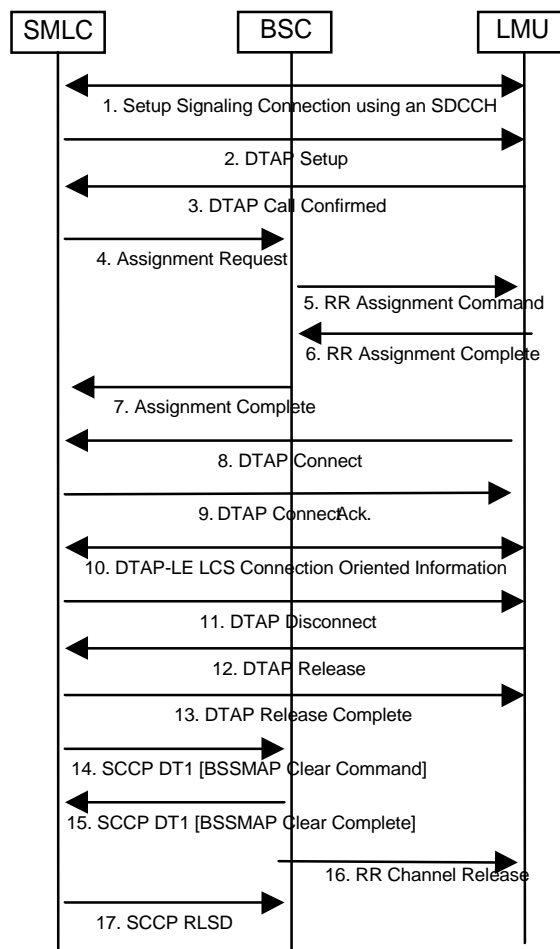 SMLC BSC LMU
1. Setup Signaling Connection using an SDCCH
2. DTAP Setup
3. DTAP Call Confirmed
4. Assignment Request
5. RR Assignment Command
6. RR Assignment Complete
7. Assignment Complete
8. DTAP Connect
9. DTAP Connect Ack.
10. DTAP-LE LCS Connection Oriented Information
11. DTAP Disconnect
12. DTAP Release
13. DTAP Release Complete
14. SCCP DT1 [BSSMAP Clear Command]
15. SCCP DT1 [BSSMAP Clear Complete]
16. RR Channel Release
17. SCCP RLSD